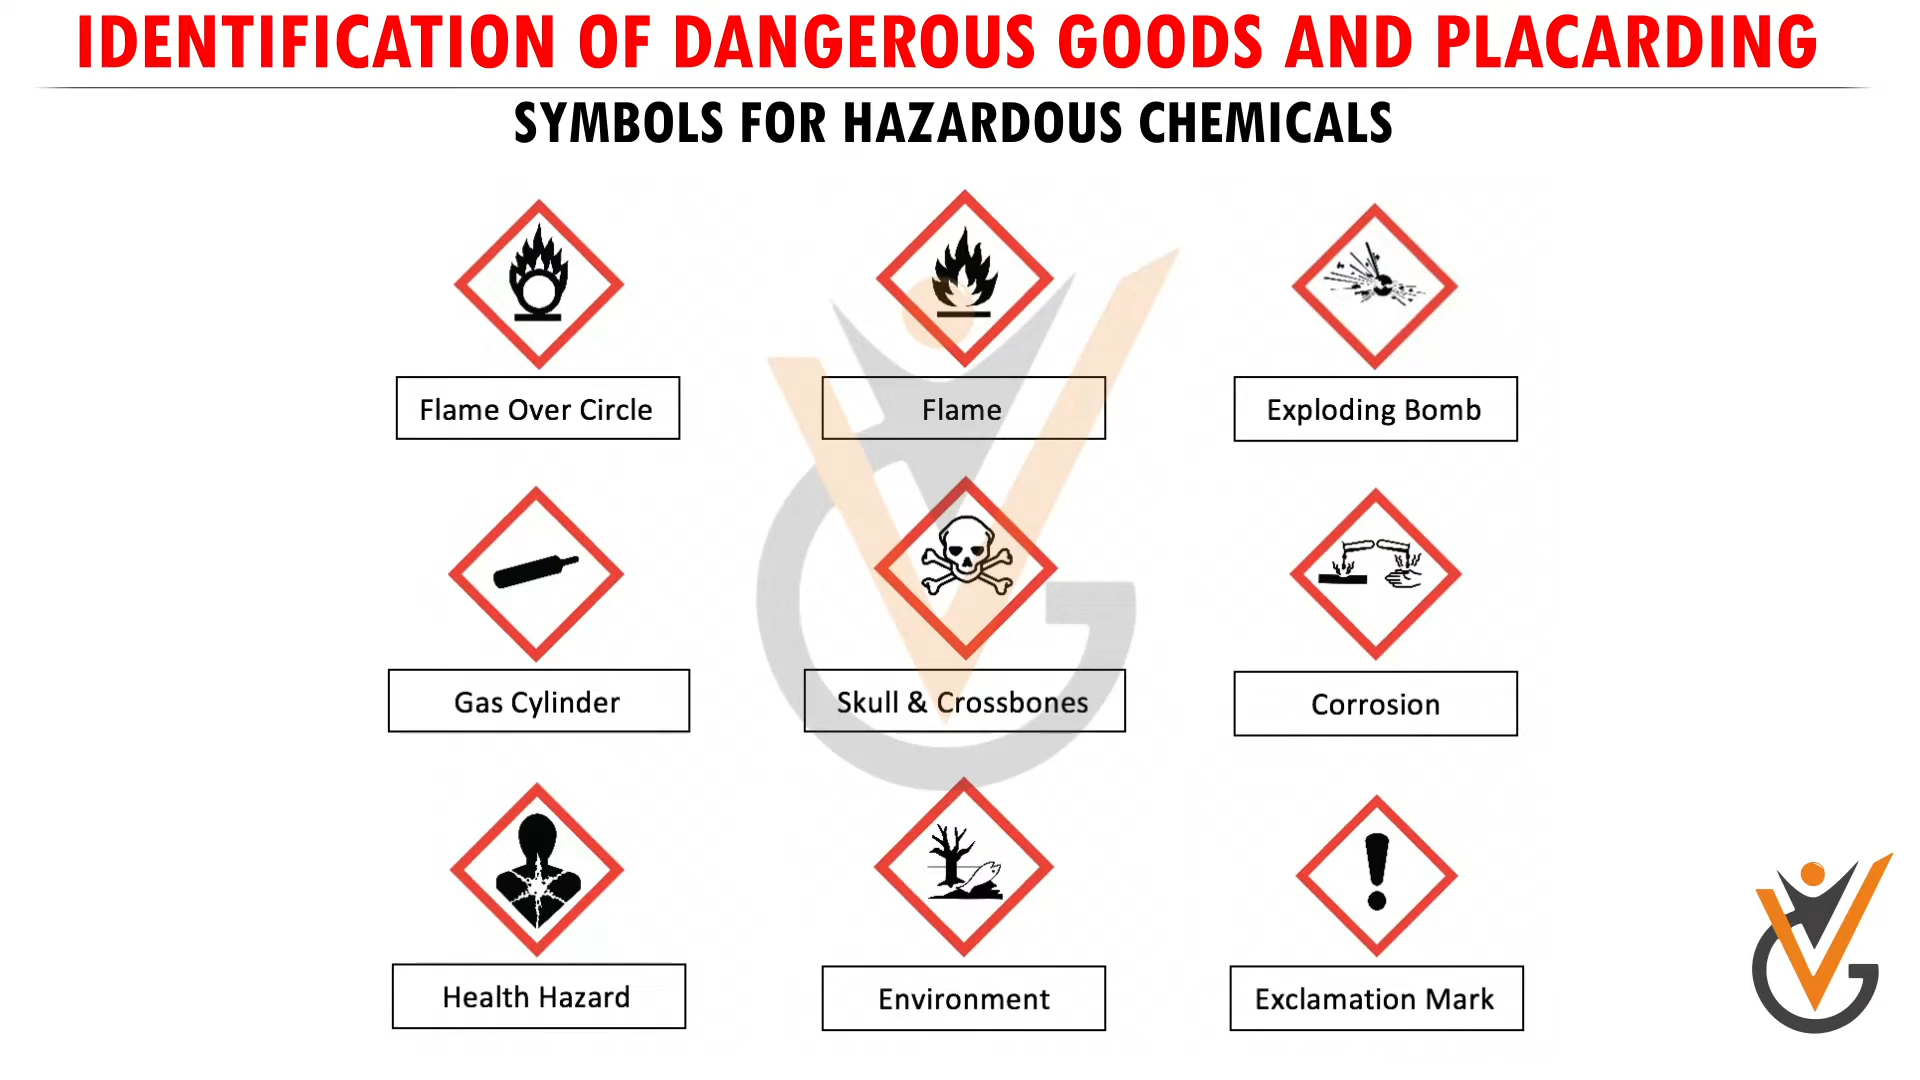 IDENTIFICATION OF DANGEROUS GOODS AND PLACARDING
SYMBOLS FOR HAZARDOUS CHEMICALS
Flame Over Circle
Flame
Exploding Bomb
Gas Cylinder
Skull & Crossbones
Corrosion
Health Hazard
Environment
Exclamation Mark